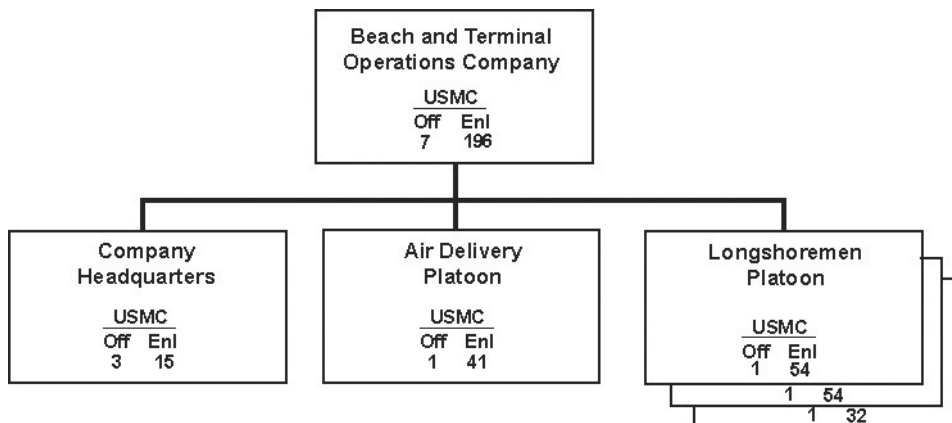 Beach and Terminal
Operations Company
USMC
Off Enl
7 196
Company
Headquarters
USMC
Off Enl
3 15
Air Delivery
Platoon
USMC
Off Enl
1 41
Longshoremen
Platoon
USMC
Off Enl
1 54
1 54
1 32